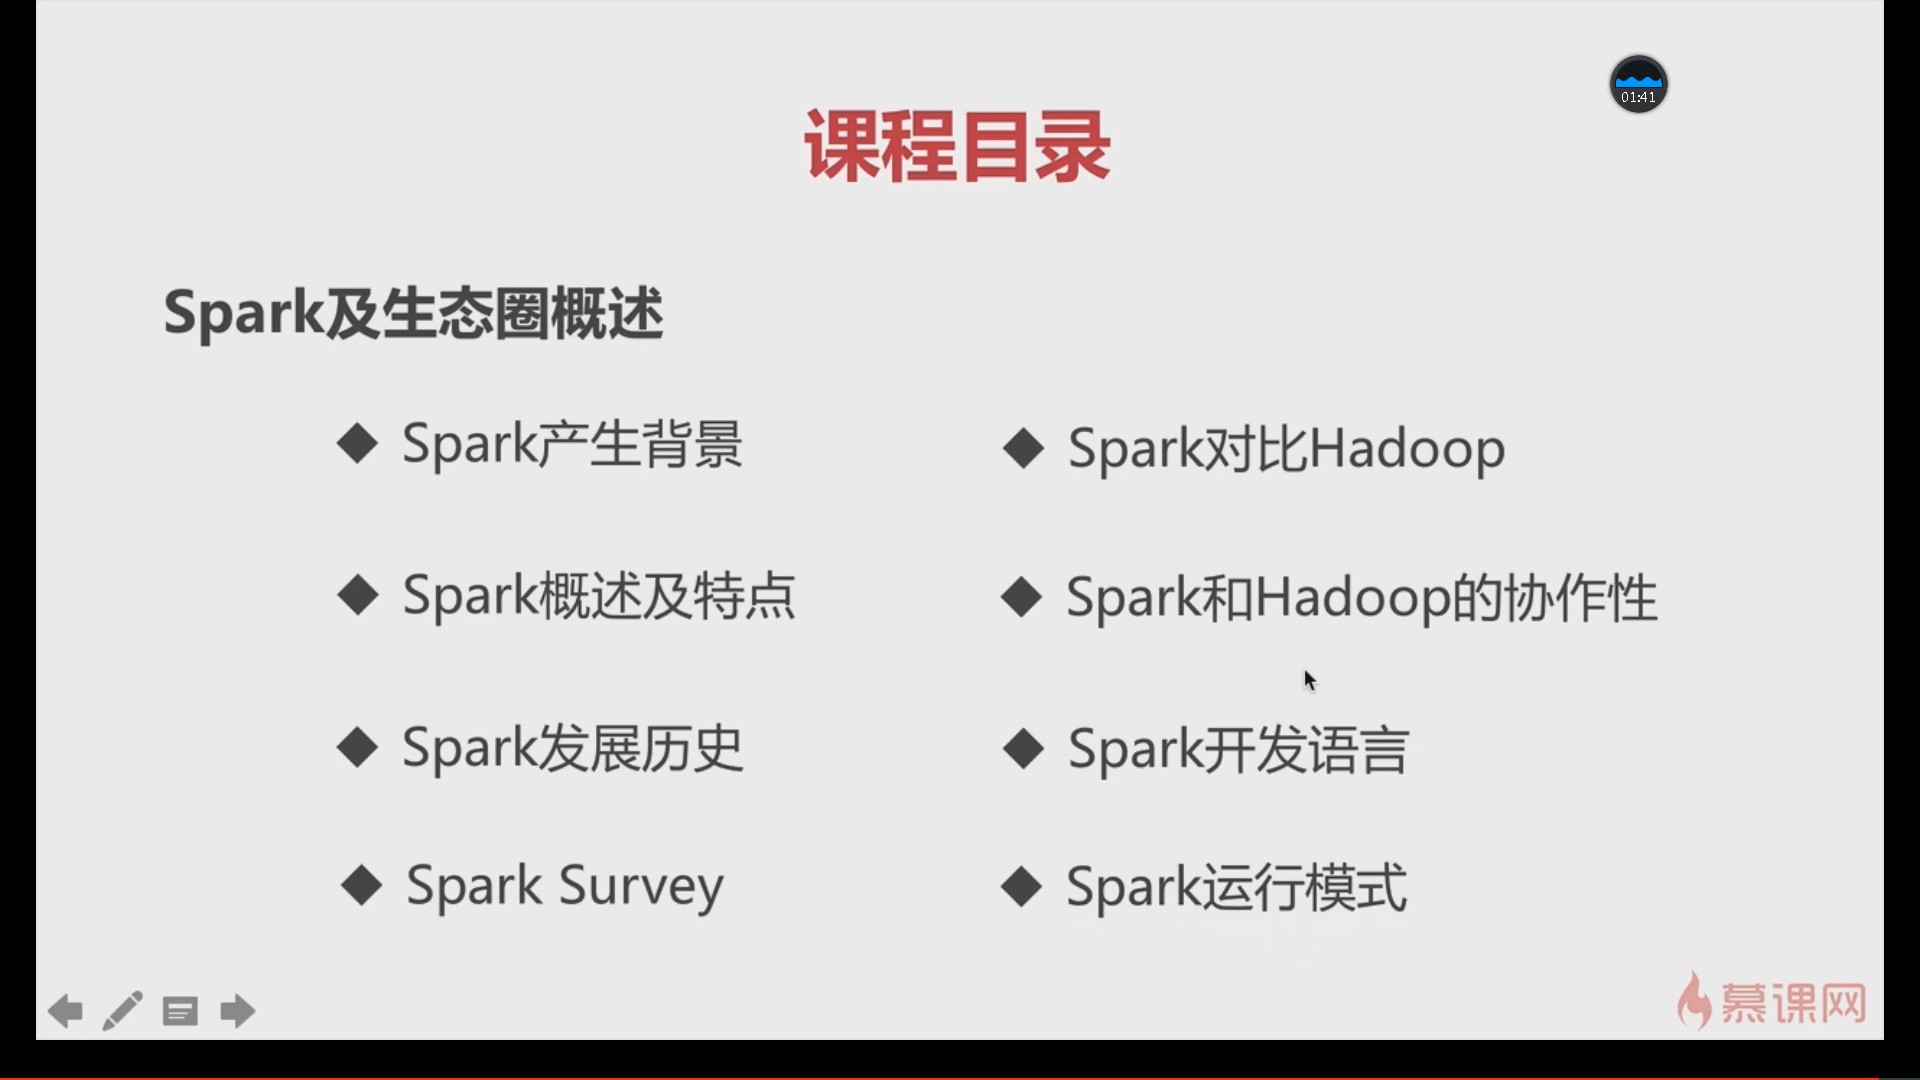 01:41
课程目录
Spark及生态圈概述
Spark产生背景
Spark概述及特点
Spark发展历史
Spark Survey
Spark对比Hadoop
Spark和Hadoop的协作性
Spark开发语言
Spark运行模式
慕课网